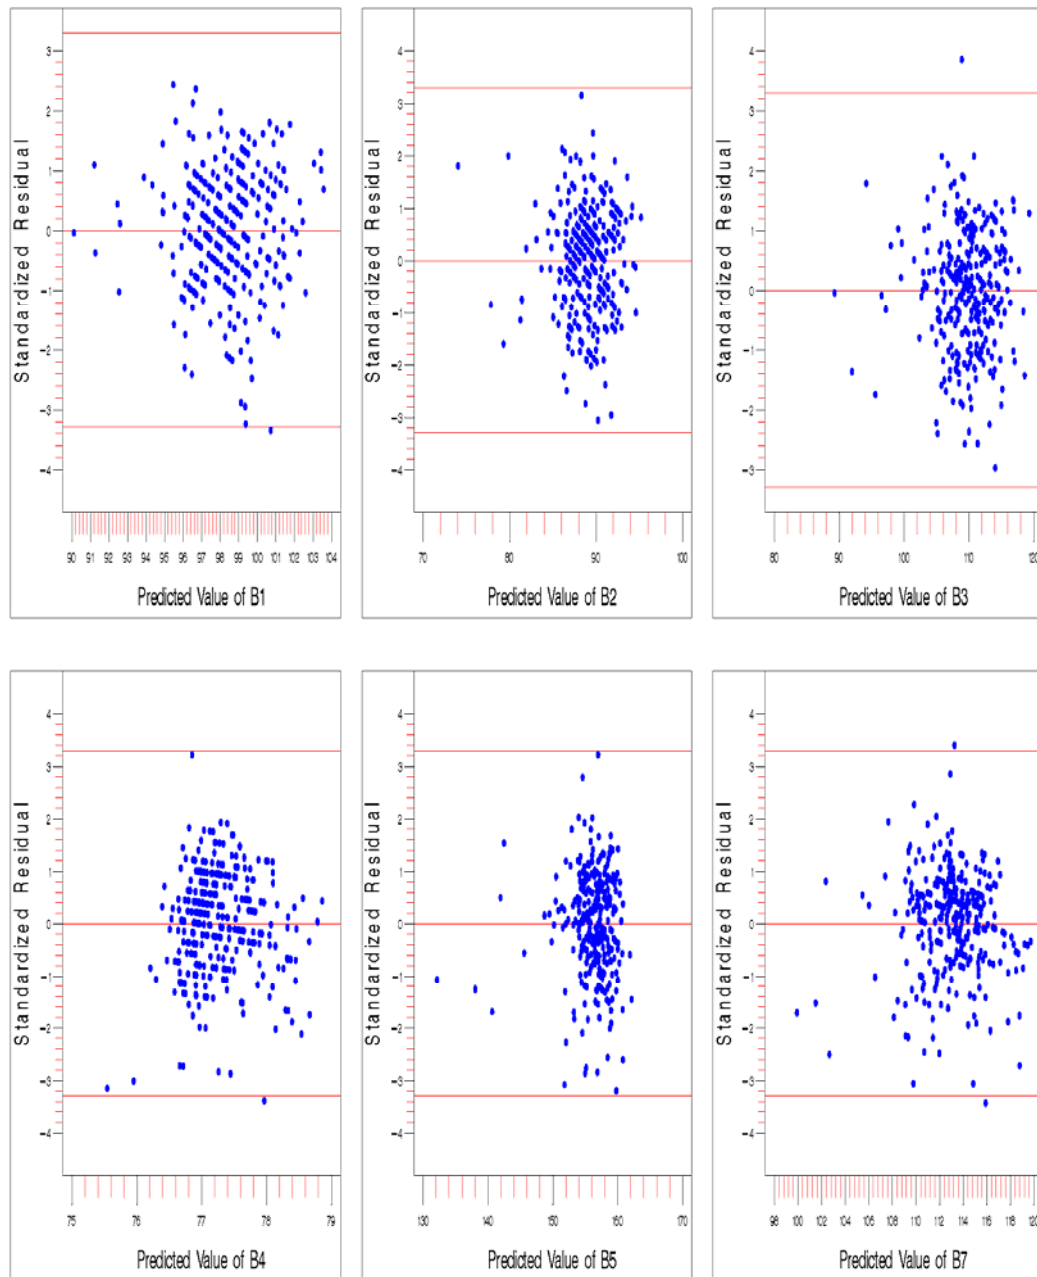 Standardized Residual
3
2
1
0
−1
−2
−3
−4
90 91 92 93 94 95 96 97 98 99 100 101 102 103 104
Predicted Value of B1
Standardized Residual
4
3
2
1
0
−1
−2
−3
−4
70 80 90 100
Predicted Value of B2
Standardized Residual
4
3
2
1
0
−1
−2
−3
80 90 100 110 120
Predicted Value of B3
Standardized Residual
4
3
2
1
0
−1
−2
−3
−4
75 76 77 78 79
Predicted Value of B4
Standardized Residual
4
3
2
1
0
−1
−2
−3
−4
130 140 150 160 170
Predicted Value of B5
Standardized Residual
4
3
2
1
0
−1
−2
−3
−4
98 100 102 104 106 108 110 112 114 116 118 120
Predicted Value of B7